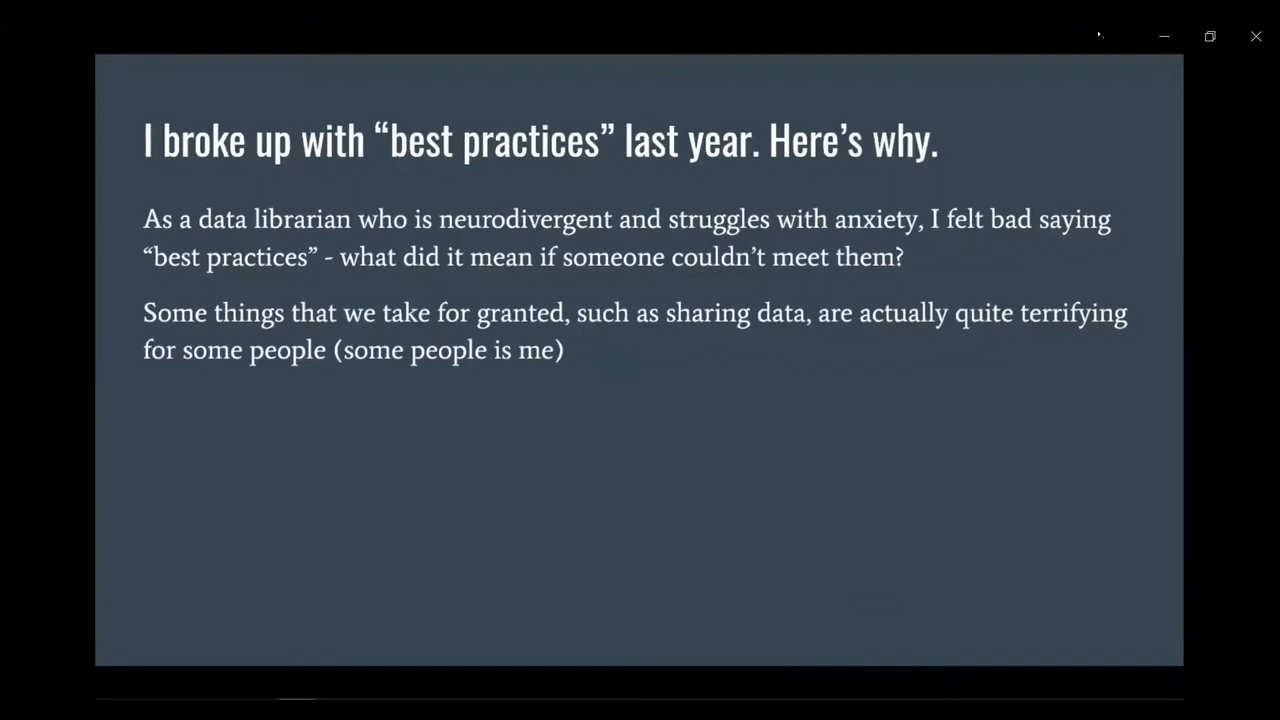 I broke up with “best practices” last year. Here’s why.
As a data librarian who is neurodivergent and struggles with anxiety, I felt bad saying
“best practices” - what did it mean if someone couldn’t meet them?
Some things that we take for granted, such as sharing data, are actually quite terrifying
for some people (some people is me)